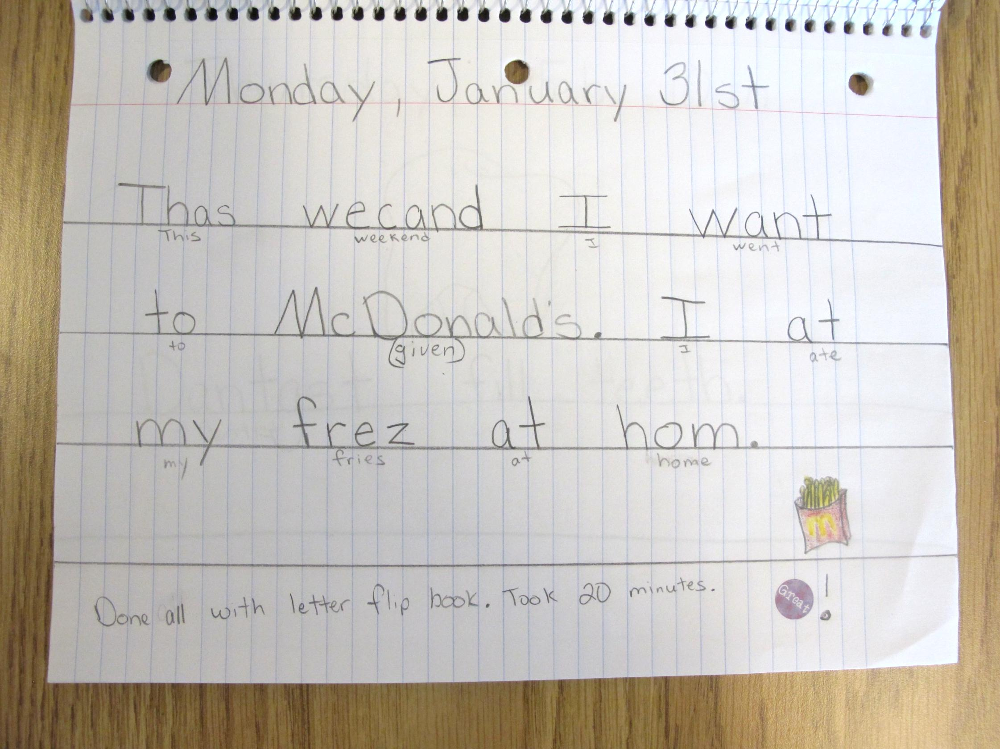 Monday, January 31st
Thas wecand I want
This weekend I went
to McDonald's. I at
to (given) I ate
my frez at hom.
my fries at home
m
Done all with letter flip book. Took 20 minutes. Great !